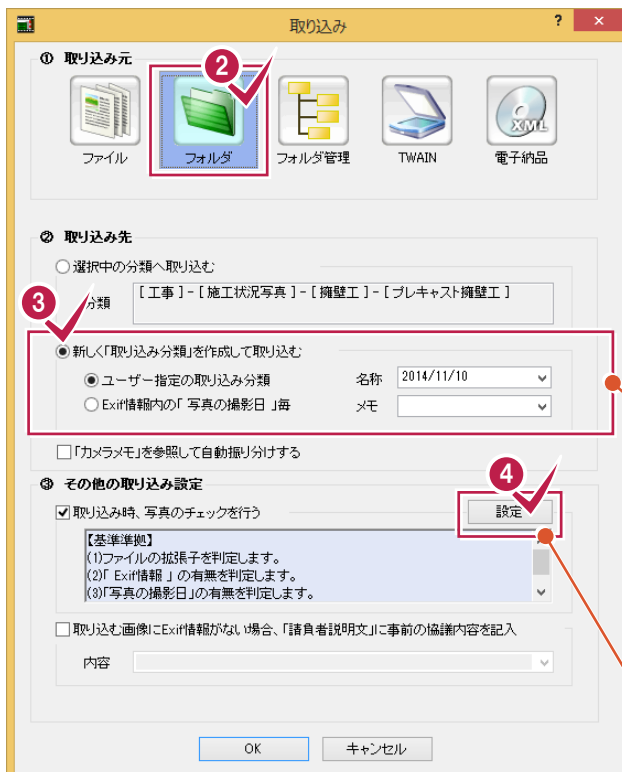 取り込み
? ×
① 取り込み元
2
ファイル フォルダ フォルダ管理 TWAIN 電子納品
XML
② 取り込み先
○選択中の分類へ取り込む
分類 [ 工事 ] - [ 施工状況写真 ] - [ 擁壁工 ] - [ プレキャスト擁壁工 ]
3
新しく「取り込み分類」を作成して取り込む
ユーザー指定の取り込み分類 名称 2014/11/10
Exif情報内の「 写真の撮影日 」毎 メモ
「カメラメモ」を参照して自動振り分けする
4
③ その他の取り込み設定
取り込み時、写真のチェックを行う 設定
【基準準拠】
(1)ファイルの拡張子を判定します。
(2)「 Exif情報 」の有無を判定します。
(3)「写真の撮影日」の有無を判定します。
取り込む画像にExif情報がない場合、「請負者説明文」に事前の協議内容を記入
内容
OK キャンセル